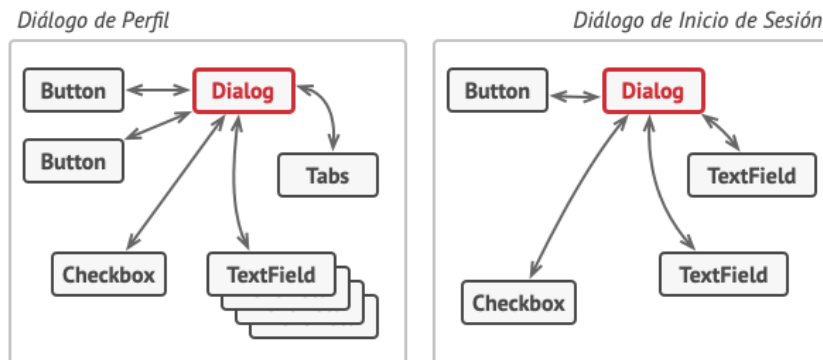 Diálogo de Perfil
Button
Dialog
Button
Tabs
Checkbox
TextField
Diálogo de Inicio de Sesión
Button
Dialog
TextField
TextField
Checkbox